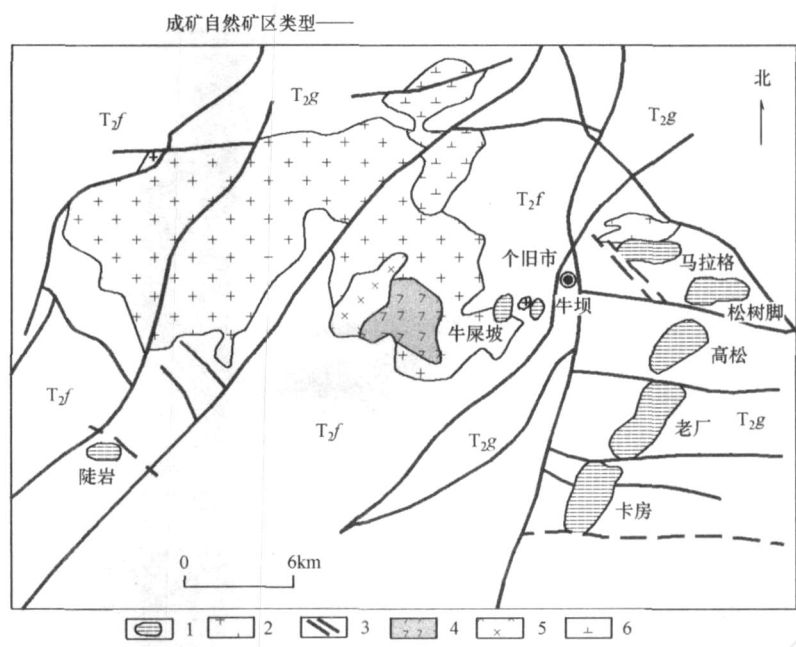 成矿自然矿区类型——
北
T₂g
T₂f
T₂g
T₂f
个旧市
马拉格
牛屎坡
牛坝
松树脚
高松
T₂f
T₂f
T₂g
老厂
T₂g
陡岩
卡房
0 6km
1 2 3 4 5 6